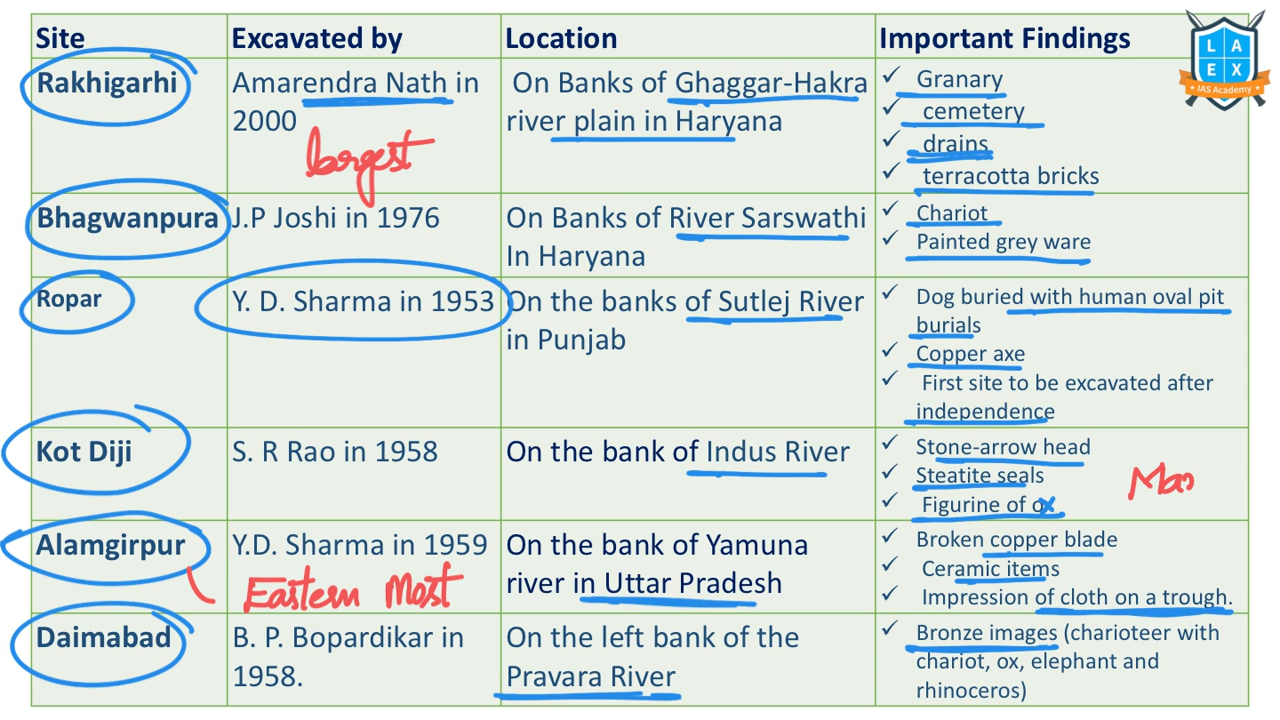 Site Excavated by Location Important Findings
L A
E X
IAS Academy
Rakhigarhi
Amarendra Nath in
2000
largest
On Banks of Ghaggar-Hakra
river plain in Haryana
✓ Granary
✓ cemetery
✓ drains
✓ terracotta bricks
Bhagwanpura
J.P Joshi in 1976
On Banks of River Sarswathi
In Haryana
✓ Chariot
✓ Painted grey ware
Ropar
Y. D. Sharma in 1953
On the banks of Sutlej River
in Punjab
✓ Dog buried with human oval pit
burials
✓ Copper axe
✓ First site to be excavated after
independence
Kot Diji
S. R Rao in 1958
On the bank of Indus River
✓ Stone-arrow head
✓ Steatite seals
✓ Figurine of ox
Alamgirpur
Y.D. Sharma in 1959
Eastern Most
On the bank of Yamuna
river in Uttar Pradesh
✓ Broken copper blade
✓ Ceramic items
✓ Impression of cloth on a trough.
Daimabad
B. P. Bopardikar in
1958.
On the left bank of the
Pravara River
✓ Bronze images (charioteer with
chariot, ox, elephant and
rhinoceros)